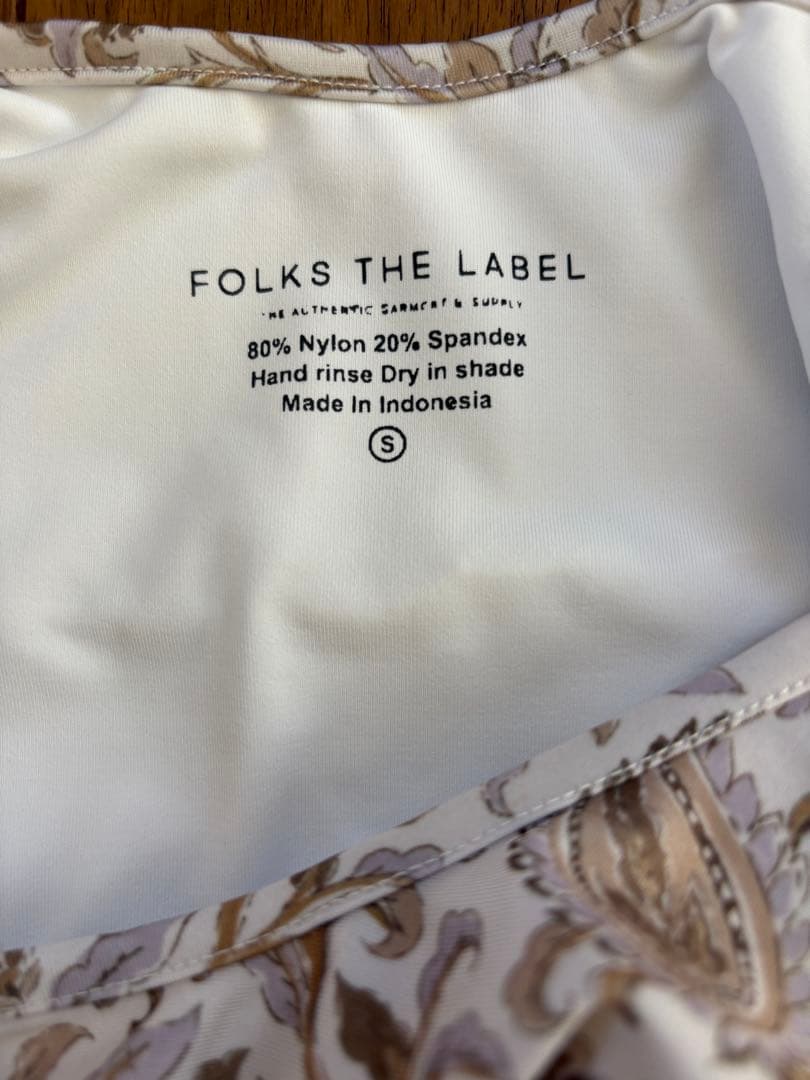 FOLKS THE LABEL
THE AUTHENTIC GARMENT & SUPPLY
80% Nylon 20% Spandex
Hand rinse Dry in shade
Made In Indonesia
S